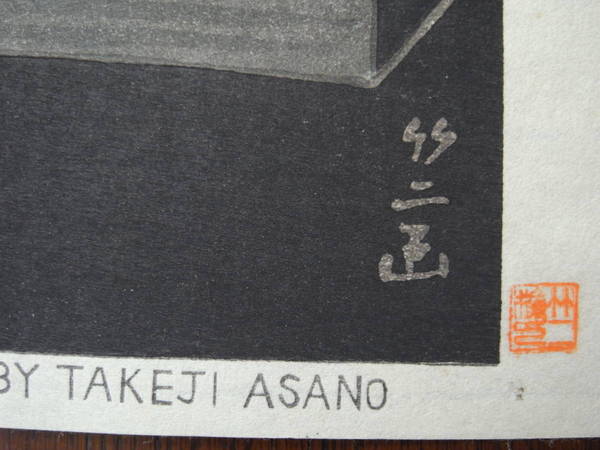 竹二画
BY TAKEJI ASANO